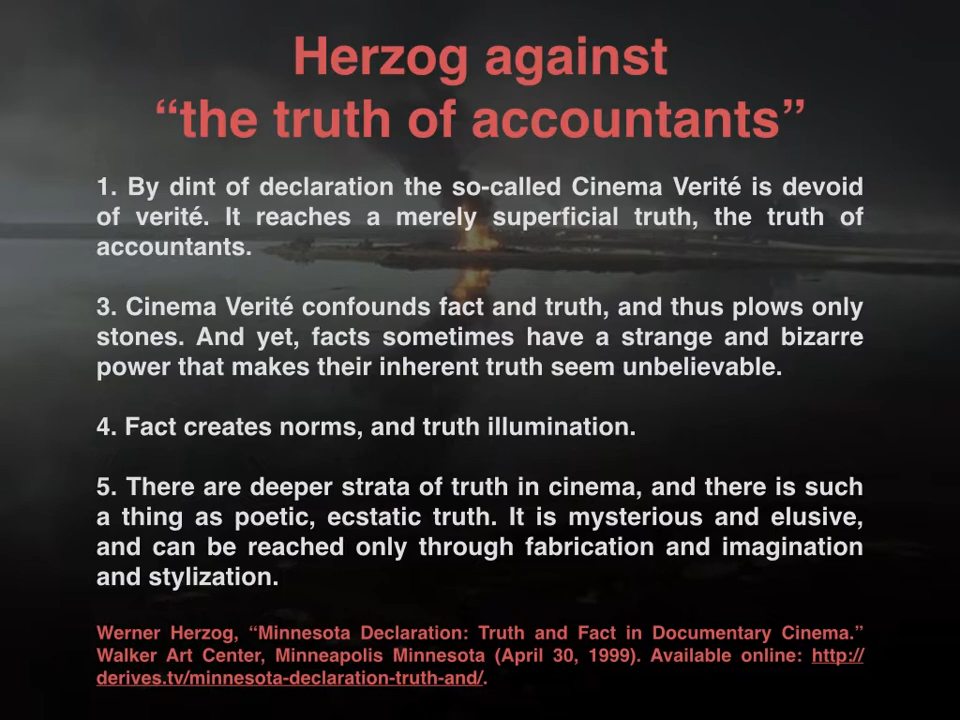 Herzog against
“the truth of accountants”
1. By dint of declaration the so-called Cinema Verité is devoid
of verité. It reaches a merely superficial truth, the truth of
accountants.
3. Cinema Verité confounds fact and truth, and thus plows only
stones. And yet, facts sometimes have a strange and bizarre
power that makes their inherent truth seem unbelievable.
4. Fact creates norms, and truth illumination.
5. There are deeper strata of truth in cinema, and there is such
a thing as poetic, ecstatic truth. It is mysterious and elusive,
and can be reached only through fabrication and imagination
and stylization.
Werner Herzog, “Minnesota Declaration: Truth and Fact in Documentary Cinema.”
Walker Art Center, Minneapolis Minnesota (April 30, 1999). Available online: http://
derives.tv/minnesota-declaration-truth-and/.